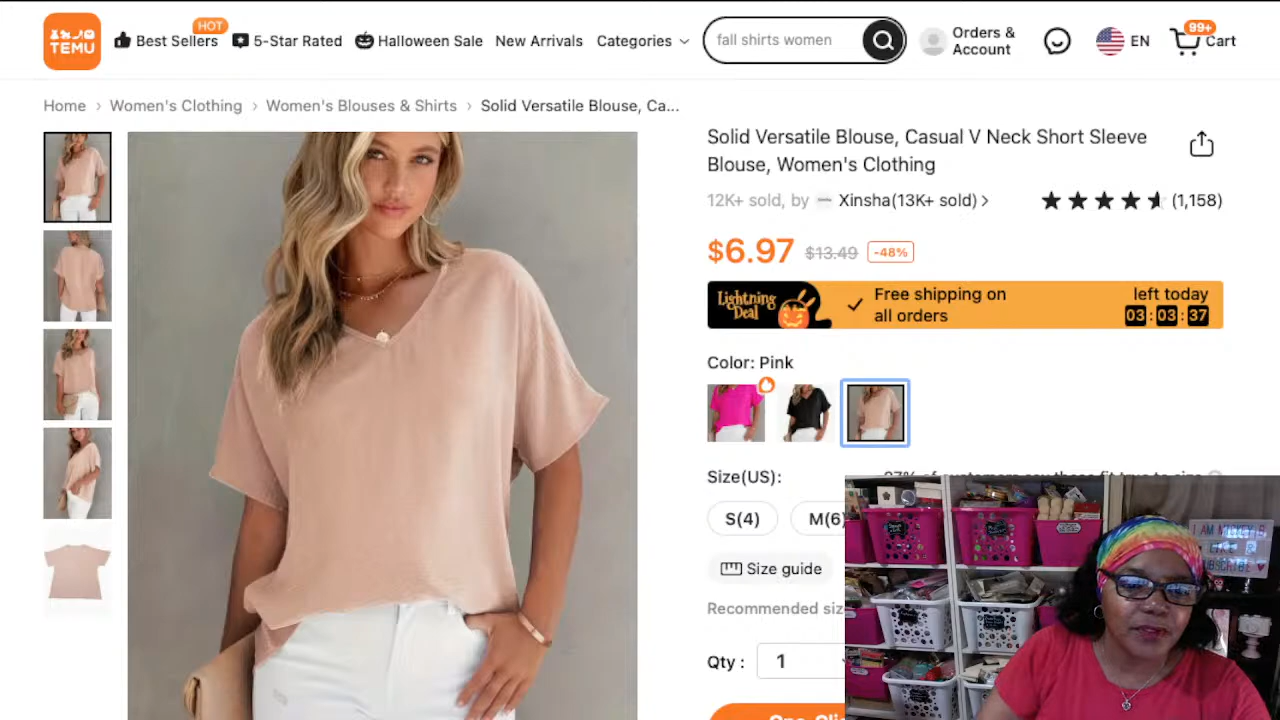 TEMU
Best Sellers
HOT
5-Star Rated
Halloween Sale
New Arrivals
Categories
fall shirts women
Orders &
Account
EN
99+
Cart
Home › Women's Clothing › Women's Blouses & Shirts › Solid Versatile Blouse, Ca...
Solid Versatile Blouse, Casual V Neck Short Sleeve
Blouse, Women's Clothing
12K+ sold, by Xinsha(13K+ sold) ›
(1,158)
$6.97 $13.49 -48%
Lightning
Deal
Free shipping on
all orders
left today
03:03:37
Color: Pink
Size(US):
S(4)
M(6)
Size guide
Recommended siz
Qty :
1
I AM MICKEY B
LIKE &
SUBSCRIBE